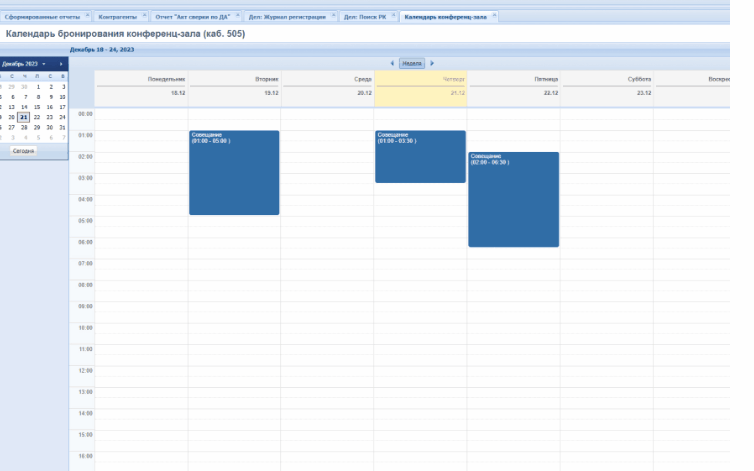 Сформированные отчеты
Контрагенты
Отчет "Акт сверки по ДА"
Доп: Журнал регистрации
Доп: Поиск РК
Календарь конференц-зала
Календарь бронирования конференц-зала (каб. 505)
Декабрь 18 - 24, 2023
Декабрь 2023
Неделя
С Ч П С В
29 30 1 2 3
6 7 8 9 10
13 14 15 16 17
20 21 22 23 24
27 28 29 30 31
3 4 5 6 7
Сегодня
Понедельник
18.12
Вторник
19.12
Среда
20.12
Четверг
21.12
Пятница
22.12
Суббота
23.12
Воскре
00:00
01:00
02:00
03:00
04:00
05:00
06:00
07:00
08:00
09:00
10:00
11:00
12:00
13:00
14:00
15:00
16:00
Совещание
(01:00 - 05:00 )
Совещание
(01:00 - 03:30 )
Совещание
(02:00 - 06:30 )